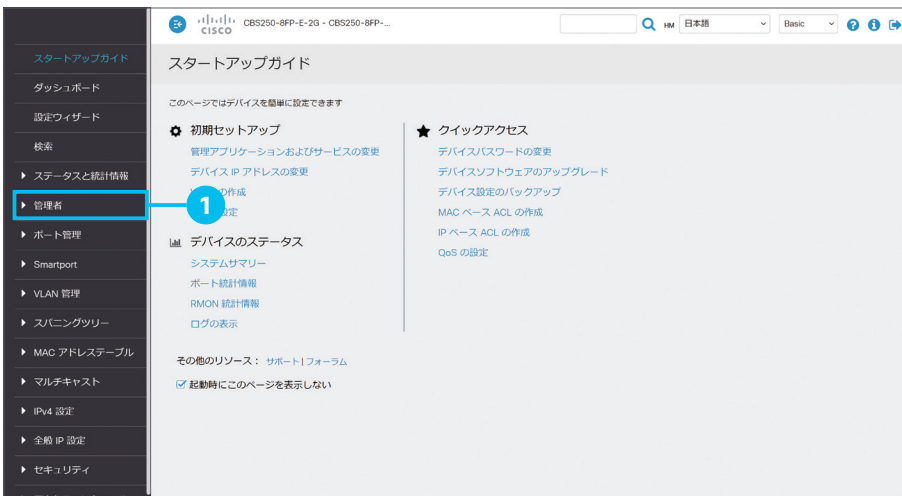 CISCO
CBS250-8FP-E-2G - CBS250-8FP-...
HM
日本語
Basic
スタートアップガイド
ダッシュボード
設定ウィザード
検索
ステータスと統計情報
管理者
ポート管理
Smartport
VLAN 管理
スパニングツリー
MAC アドレステーブル
マルチキャスト
IPv4 設定
全般 IP 設定
セキュリティ
スタートアップガイド
このページではデバイスを簡単に設定できます
初期セットアップ
管理アプリケーションおよびサービスの変更
デバイス IP アドレスの変更
の作成
設定
1
デバイスのステータス
システムサマリー
ポート統計情報
RMON 統計情報
ログの表示
クイックアクセス
デバイスパスワードの変更
デバイスソフトウェアのアップグレード
デバイス設定のバックアップ
MAC ベース ACL の作成
IP ベース ACL の作成
QoS の設定
その他のリソース： サポート | フォーラム
起動時にこのページを表示しない